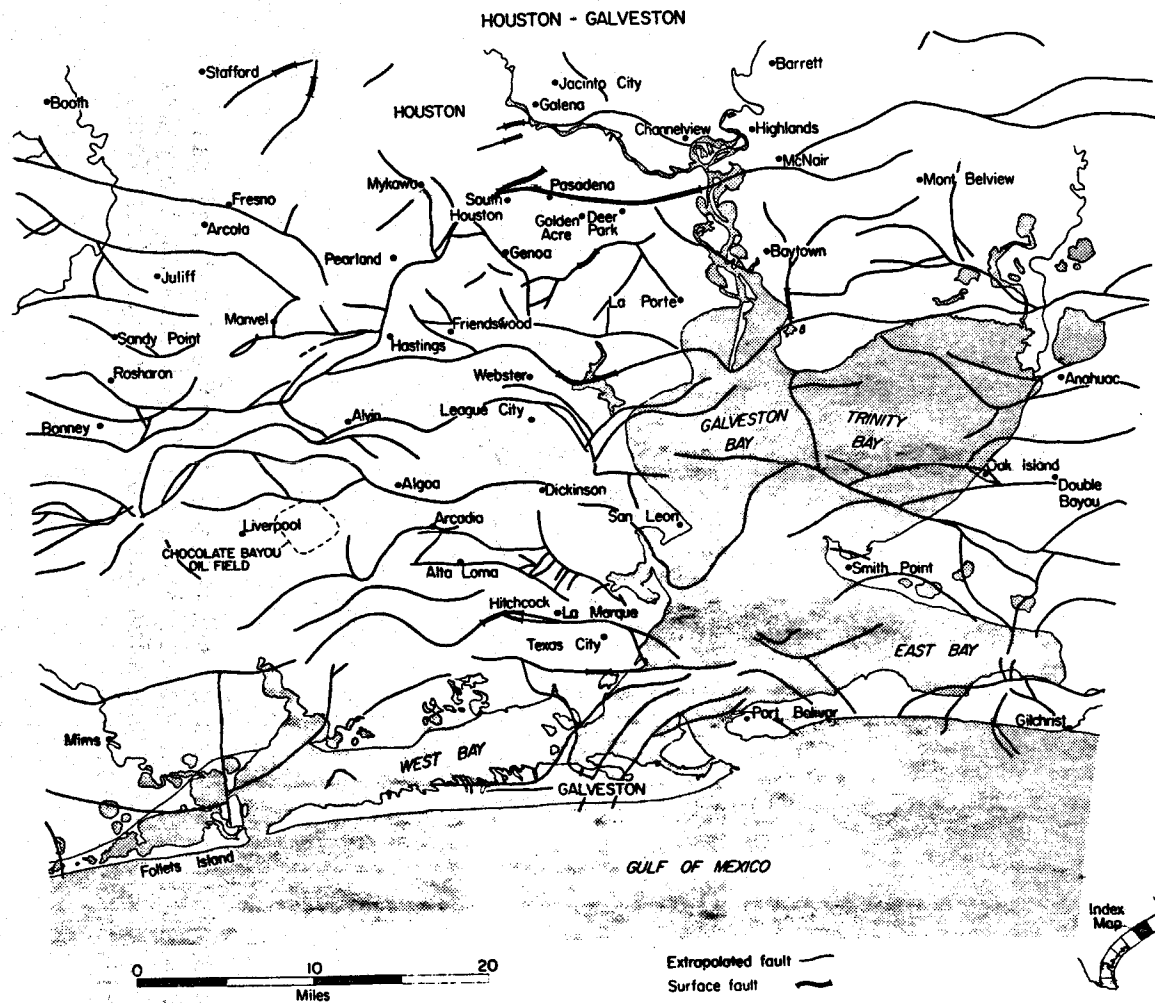 HOUSTON - GALVESTON
Stafford
Barrett
Jacinto City
Booth
Galena
HOUSTON
Channelview
Highlands
McNair
Mykawa
Pasadena
Mont Belview
South
Houston
Fresno
Golden
Acre
Deer
Park
Arcola
Genoa
Baytown
Pearland
Juliff
La Porte
Manvel
Friendswood
Sandy Point
Hastings
Rosharon
Webster
Anahuac
League City
Alvin
Bonney
GALVESTON
BAY
TRINITY
BAY
Oak Island
Double
Bayou
Algoa
Dickinson
San Leon
Arcadia
Liverpool
CHOCOLATE BAYOU
OIL FIELD
Alta Loma
Smith Point
Hitchcock
La Marque
Texas City
EAST BAY
Port Bolivar
Gilchrist
Mims
WEST BAY
GALVESTON
Follets Island
GULF OF MEXICO
Index
Map
0
10
20
Miles
Extrapolated fault
Surface fault